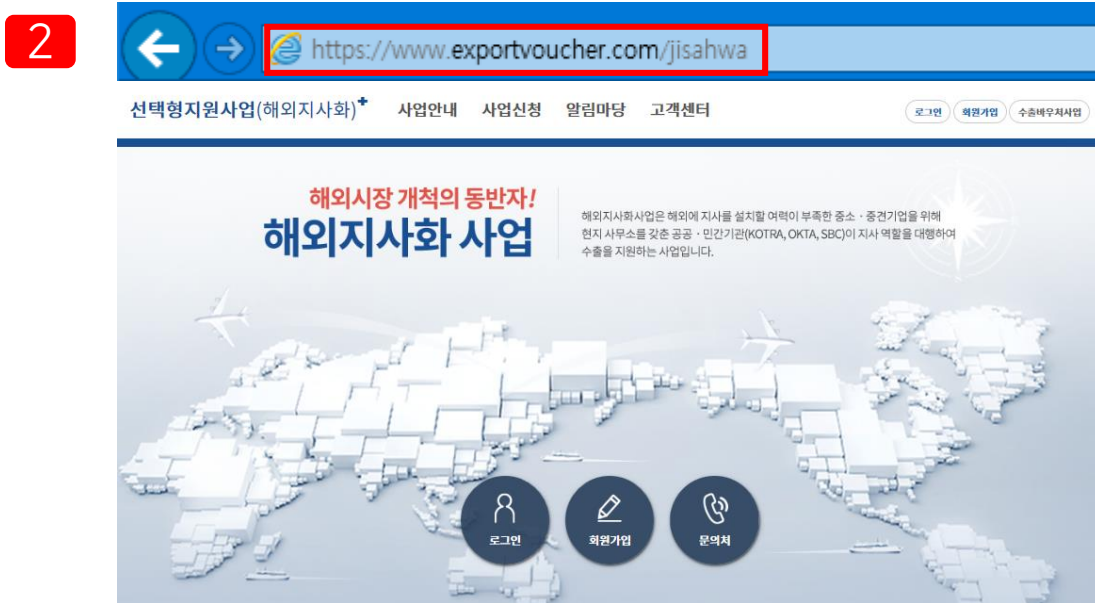 2
https://www.exportvoucher.com/jisahwa
선택형지원사업(해외지사화)+ 사업안내 사업신청 알림마당 고객센터 로그인 회원가입 수출바우처사업
해외시장 개척의 동반자!
해외지사화 사업
해외지사화사업은 해외에 지사를 설치할 여력이 부족한 중소 · 중견기업을 위해
현지 사무소를 갖춘 공공 · 민간기관(KOTRA, OKTA, SBC)이 지사 역할을 대행하여
수출을 지원하는 사업입니다.
로그인 회원가입 문의처